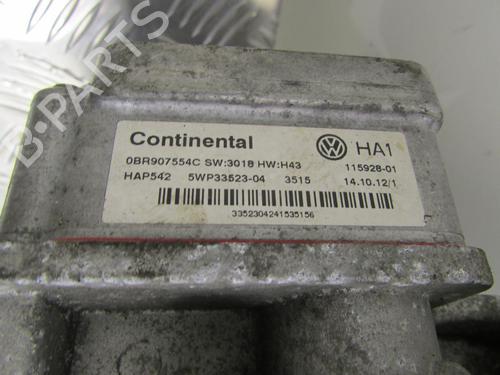 Continental
HA1
0BR907554C SW:3018 HW:H43
115928-01
HAP542 5WP33523-04 3515
14.10.12/1
3352304241535156
B-PARTS